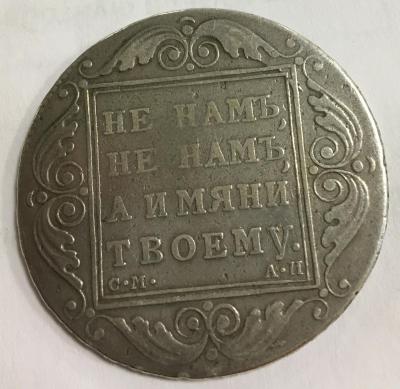 НЕ НАМЪ,
НЕ НАМЪ,
А ИМЯНИ
ТВОЕМУ.
С·М· А·И